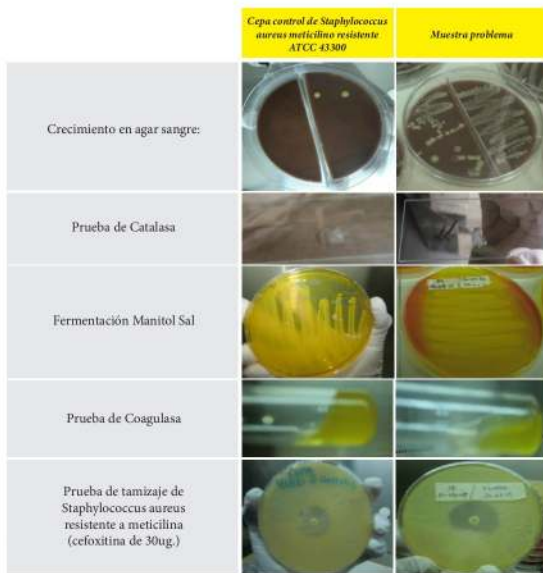 Cepa control de Staphylococcus
aureus meticilino resistente
ATCC 43300
Muestra problema
Crecimiento en agar sangre:
Prueba de Catalasa
Fermentación Manitol Sal
Prueba de Coagulasa
Prueba de tamizaje de
Staphylococcus aureus
resistente a meticilina
(cefoxitina de 30ug.)